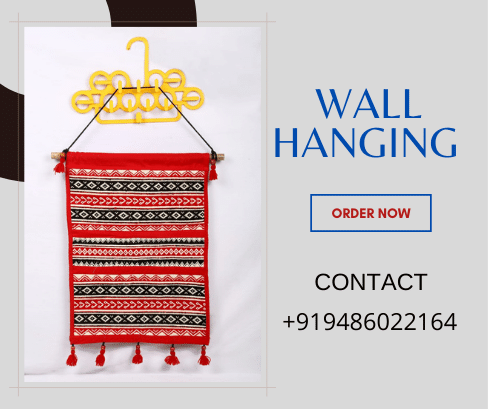 WALL
HANGING
ORDER NOW
CONTACT
+919486022164